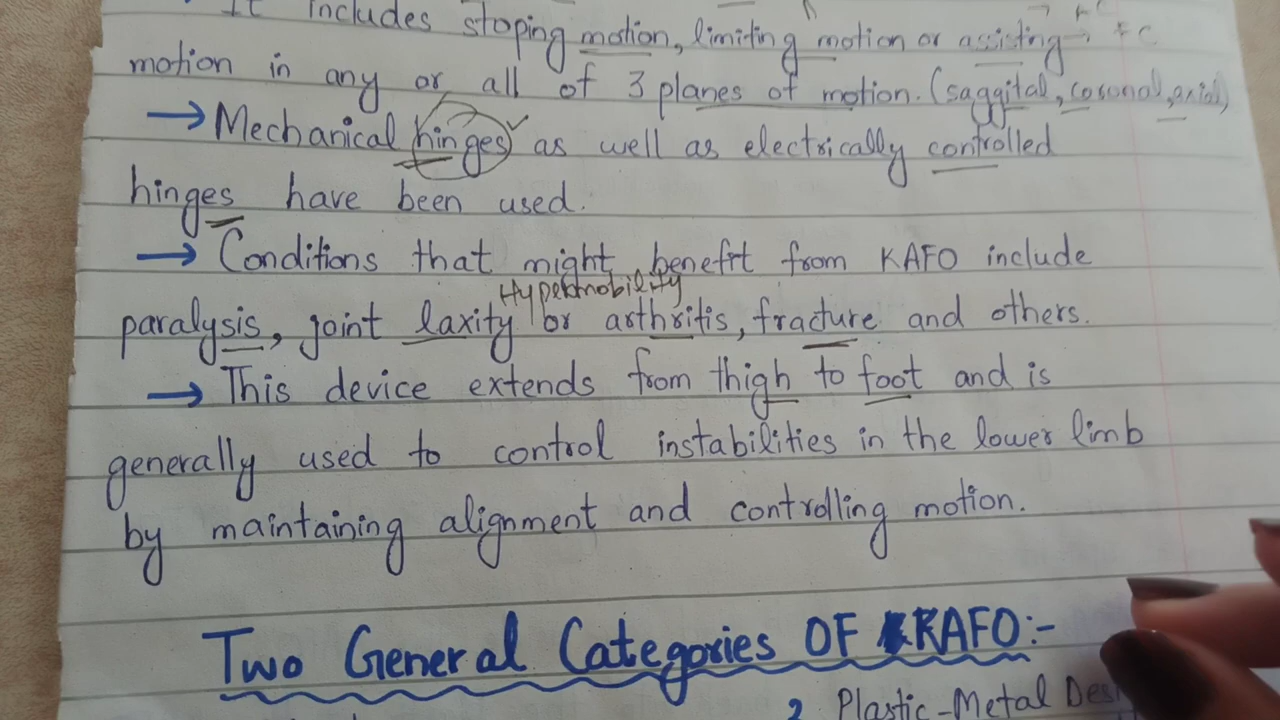 It includes stoping motion, limiting motion or assisting →
motion in any or all of 3 planes of motion. (saggital, coronal, axial)
→ Mechanical hinges ✓ as well as electrically controlled
hinges have been used.
→ Conditions that might benefit from KAFO include
Hypermobility
paralysis, joint laxity or arthritis, fracture and others.
→ This device extends from thigh to foot and is
generally used to control instabilities in the lower limb
by maintaining alignment and controlling motion.
Two General Categories OF KAFO:-
2. Plastic-Metal